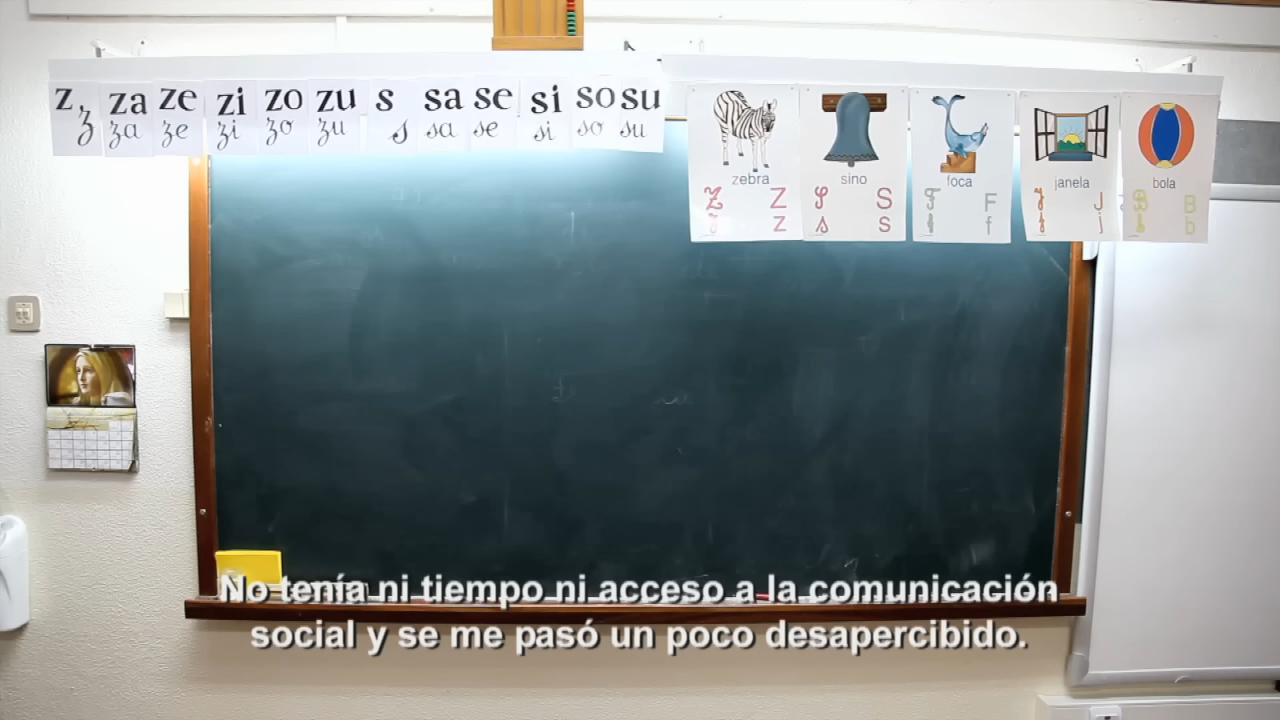 z, za ze zi zo zu s sa se si so su
z za ze zi zo zu s sa se si so su
zebra sino foca janela bola
Z Z S S F F J J B B
z z s s f f j j b b
No tenía ni tiempo ni acceso a la comunicación
social y se me pasó un poco desapercibido.